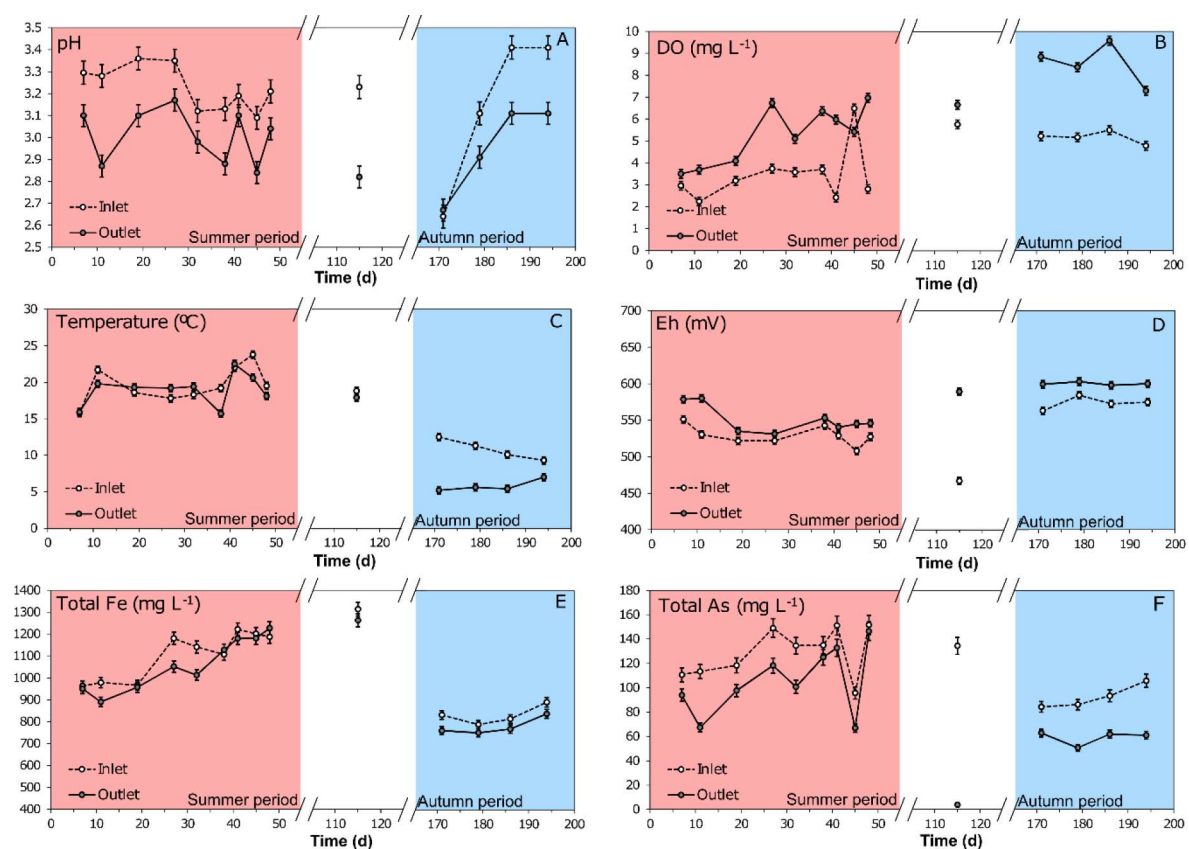 pH
A
3.5
3.4
3.3
3.2
3.1
3.0
2.9
2.8
2.7
2.6
2.5
Inlet
Outlet
Summer period
Autumn period
0 10 20 30 40 50 110 120 170 180 190 200
Time (d)
DO (mg L⁻¹)
B
10
9
8
7
6
5
4
3
2
1
0
Inlet
Outlet
Summer period
Autumn period
0 10 20 30 40 50 110 120 170 180 190 200
Time (d)
Temperature (ºC)
C
30
25
20
15
10
5
0
Inlet
Outlet
Summer period
Autumn period
0 10 20 30 40 50 110 120 170 180 190 200
Time (d)
Eh (mV)
D
700
650
600
550
500
450
400
Inlet
Outlet
Summer period
Autumn period
0 10 20 30 40 50 110 120 170 180 190 200
Time (d)
Total Fe (mg L⁻¹)
E
1400
1300
1200
1100
1000
900
800
700
600
500
400
Inlet
Outlet
Summer period
Autumn period
0 10 20 30 40 50 110 120 170 180 190 200
Time (d)
Total As (mg L⁻¹)
F
180
160
140
120
100
80
60
40
20
0
Inlet
Outlet
Summer period
Autumn period
0 10 20 30 40 50 110 120 170 180 190 200
Time (d)